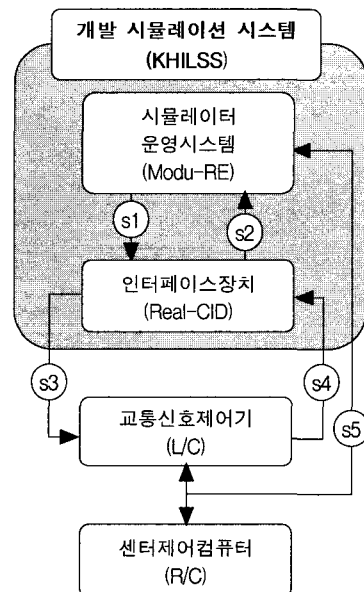 개발 시뮬레이션 시스템
(KHILSS)
시뮬레이터
운영시스템
(Modu-RE)
s1
s2
인터페이스장치
(Real-CID)
s3
s4
s5
교통신호제어기
(L/C)
센터제어컴퓨터
(R/C)